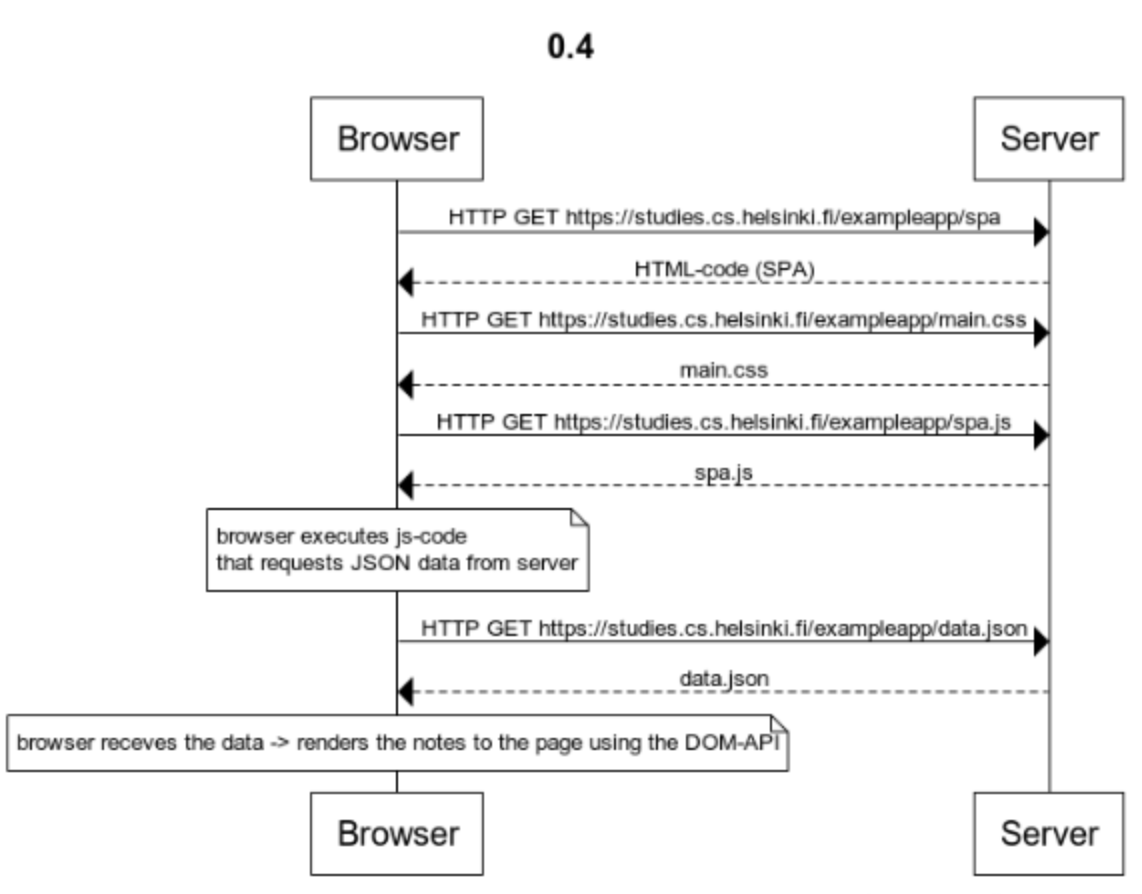 0.4
Browser
Server
HTTP GET https://studies.cs.helsinki.fi/exampleapp/spa
HTML-code (SPA)
HTTP GET https://studies.cs.helsinki.fi/exampleapp/main.css
main.css
HTTP GET https://studies.cs.helsinki.fi/exampleapp/spa.js
spa.js
browser executes js-code
that requests JSON data from server
HTTP GET https://studies.cs.helsinki.fi/exampleapp/data.json
data.json
browser receves the data -> renders the notes to the page using the DOM-API
Browser
Server